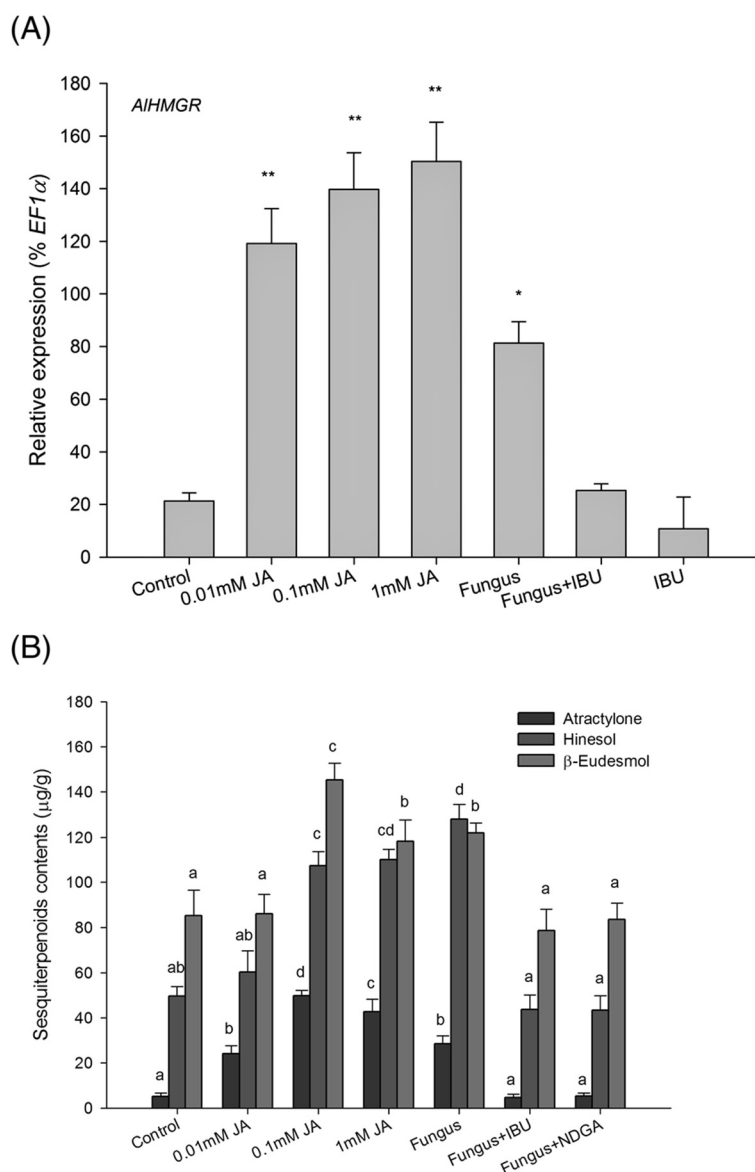 (A)
180
160
140
120
100
80
60
40
20
0
Relative expression (% EF1α)
AlHMGR
**
**
**
*
Control
0.01mM JA
0.1mM JA
1mM JA
Fungus
Fungus+IBU
IBU
(B)
180
160
140
120
100
80
60
40
20
0
Sesquiterpenoids contents (μg/g)
Atractylone
Hinesol
β-Eudesmol
a ab a
b ab a
d c c
c cd b
b d b
a a a
a a a
Control
0.01mM JA
0.1mM JA
1mM JA
Fungus
Fungus+IBU
Fungus+NDGA